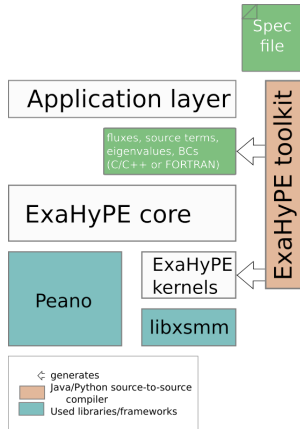 Spec
file
Application layer
fluxes, source terms,
eigenvalues, BCs
(C/C++ or FORTRAN)
ExaHyPE toolkit
ExaHyPE core
Peano
ExaHyPE
kernels
libxsmm
generates
Java/Python source-to-source
compiler
Used libraries/frameworks